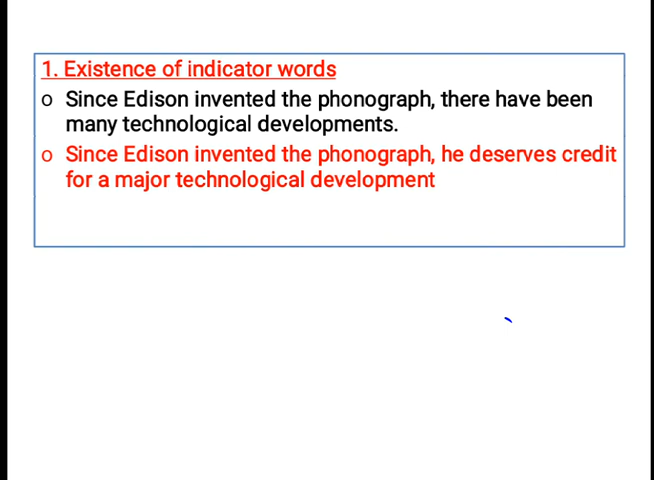 1. Existence of indicator words
o Since Edison invented the phonograph, there have been
many technological developments.
o Since Edison invented the phonograph, he deserves credit
for a major technological development